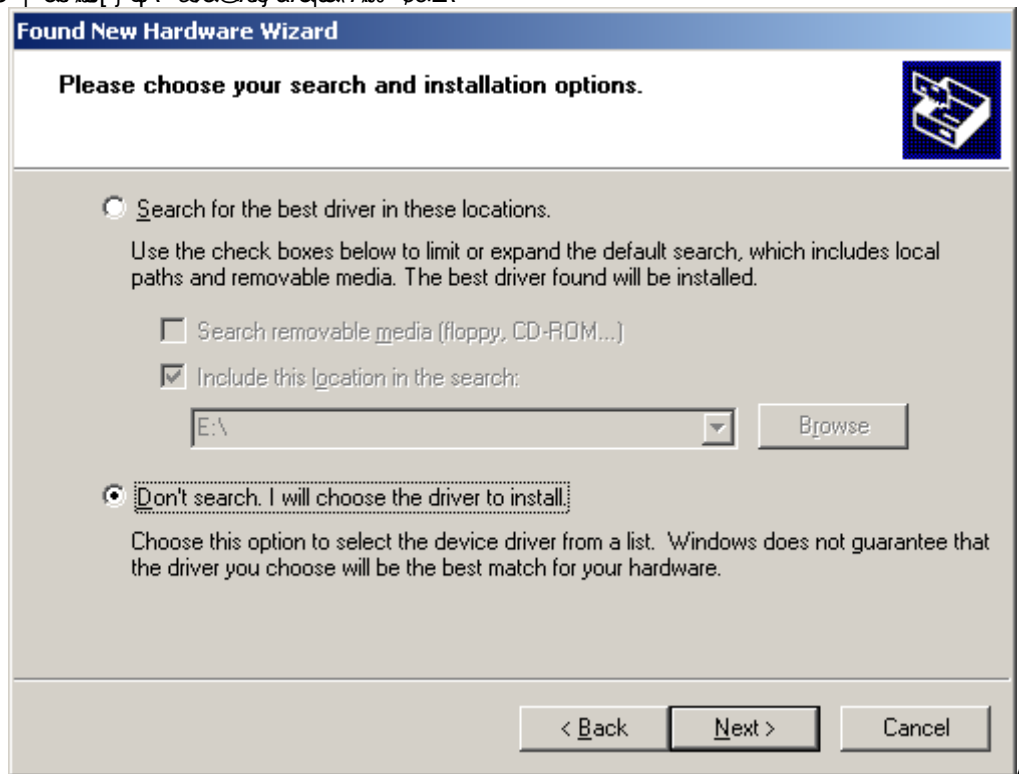 Found New Hardware Wizard
Please choose your search and installation options.
Search for the best driver in these locations.
Use the check boxes below to limit or expand the default search, which includes local
paths and removable media. The best driver found will be installed.
Search removable media (floppy, CD-ROM...)
Include this location in the search:
E:\
Browse
Don't search. I will choose the driver to install.
Choose this option to select the device driver from a list. Windows does not guarantee that
the driver you choose will be the best match for your hardware.
< Back
Next >
Cancel